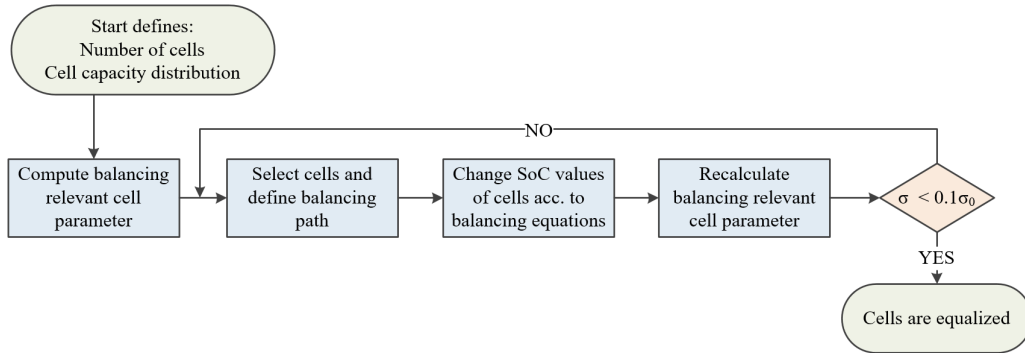 Start defines:
Number of cells
Cell capacity distribution
NO
Compute balancing
relevant cell
parameter
Select cells and
define balancing
path
Change SoC values
of cells acc. to
balancing equations
Recalculate
balancing relevant
cell parameter
σ < 0.1σ₀
YES
Cells are equalized